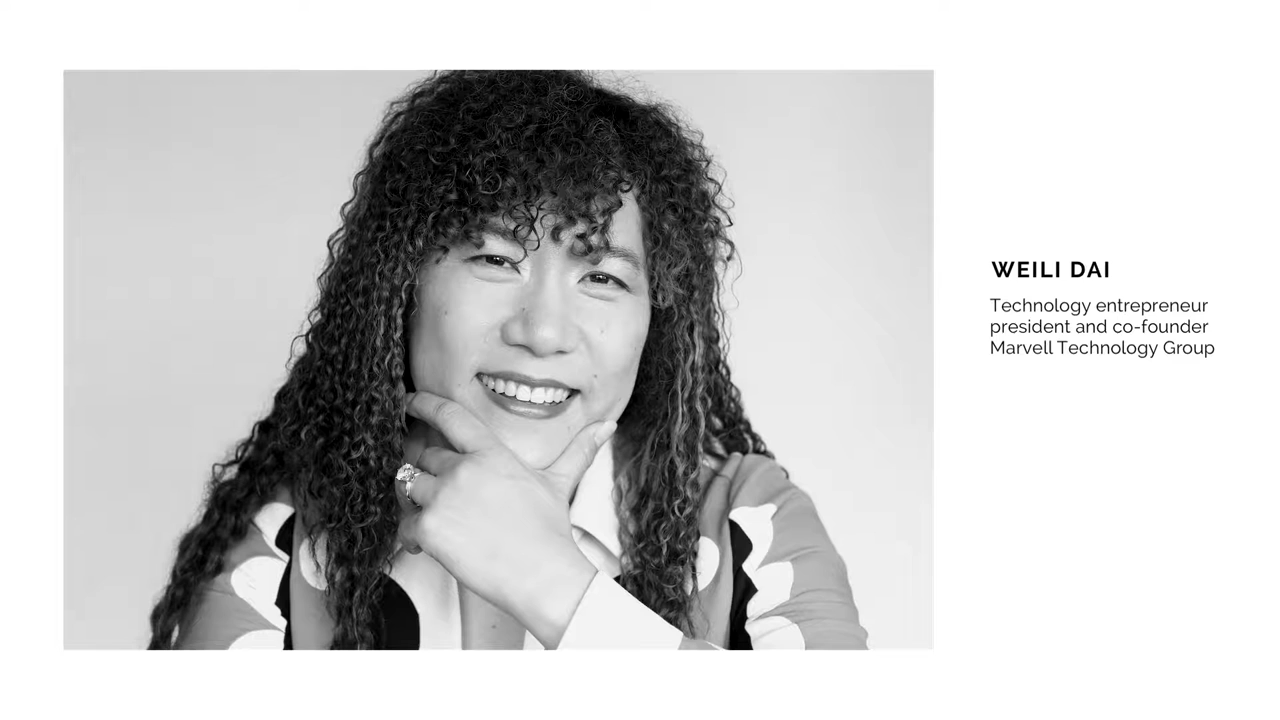 WEILI DAI
Technology entrepreneur
president and co-founder
Marvell Technology Group